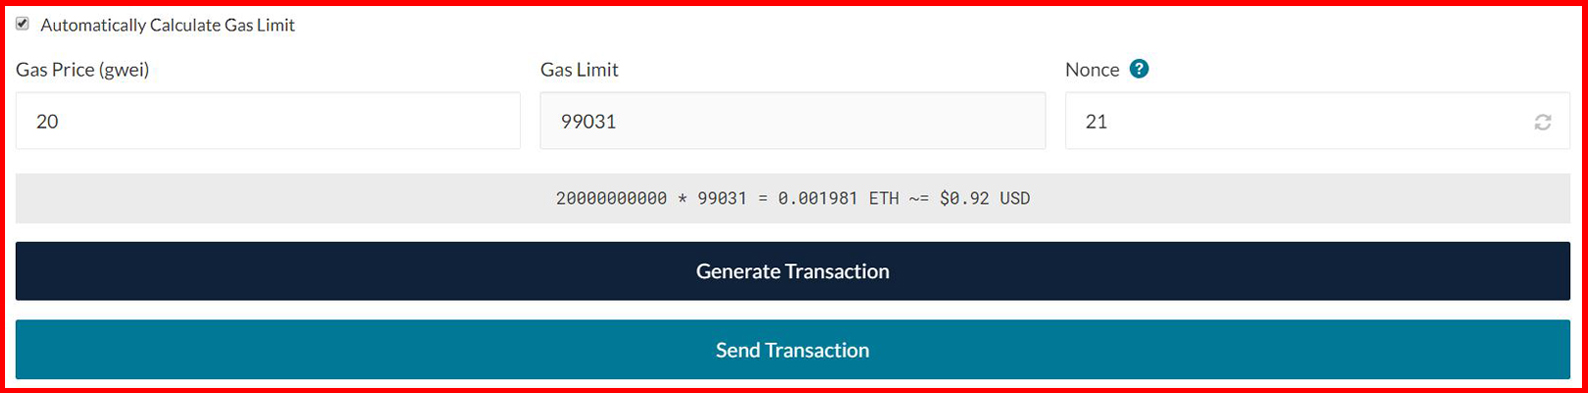 Automatically Calculate Gas Limit
Gas Price (gwei)
Gas Limit
Nonce ?
20
99031
21
20000000000 * 99031 = 0.001981 ETH ~= $0.92 USD
Generate Transaction
Send Transaction